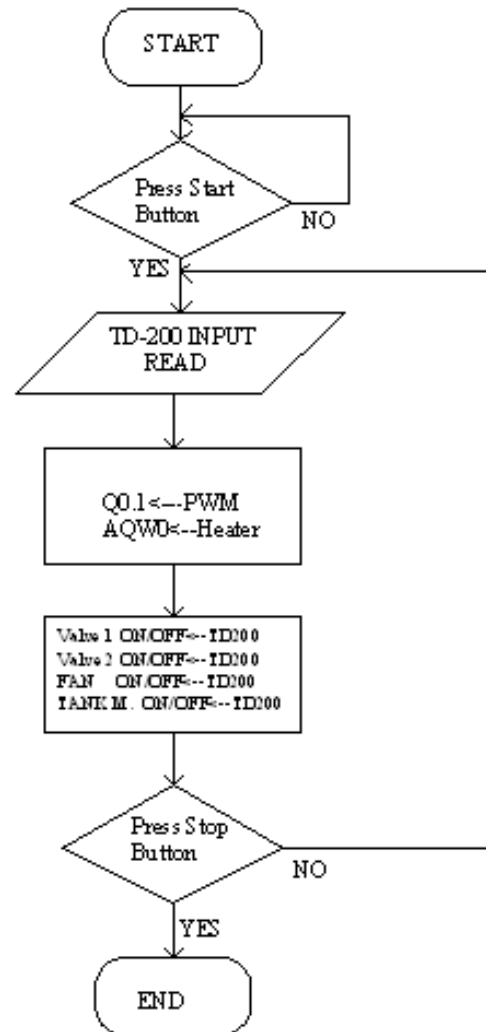 START
Press Start
Button
NO
YES
TD-200 INPUT
READ
Q0.1<---PWM
AQW0<--Heater
Valve 1 ON/OFF<--TD200
Valve 2 ON/OFF<--TD200
FAN ON/OFF<--TD200
TANK M. ON/OFF<--TD200
Press Stop
Button
NO
YES
END